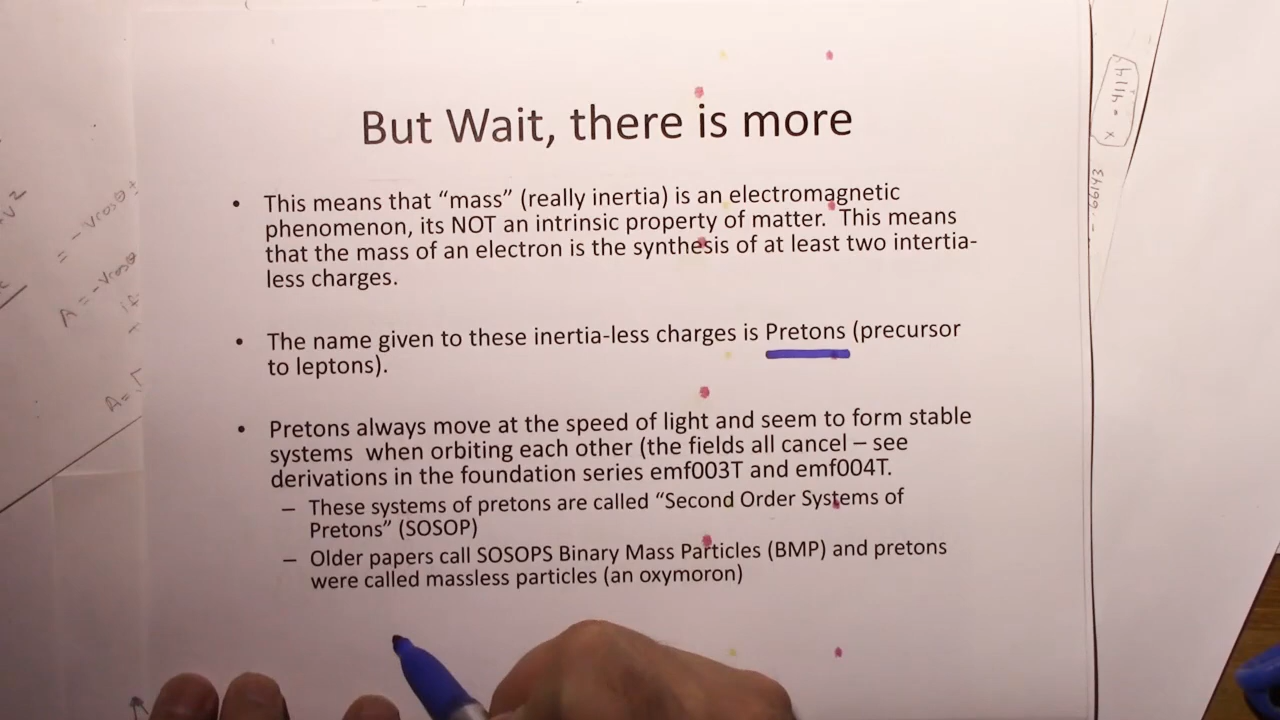 But Wait, there is more
• This means that “mass” (really inertia) is an electromagnetic
phenomenon, its NOT an intrinsic property of matter. This means
that the mass of an electron is the synthesis of at least two intertia-
less charges.
• The name given to these inertia-less charges is Pretons (precursor
to leptons).
• Pretons always move at the speed of light and seem to form stable
systems when orbiting each other (the fields all cancel – see
derivations in the foundation series emf003T and emf004T.
– These systems of pretons are called “Second Order Systems of
Pretons” (SOSOP)
– Older papers call SOSOPS Binary Mass Particles (BMP) and pretons
were called massless particles (an oxymoron)
= -vcosθ ±
A = -vcosθ
if
A =